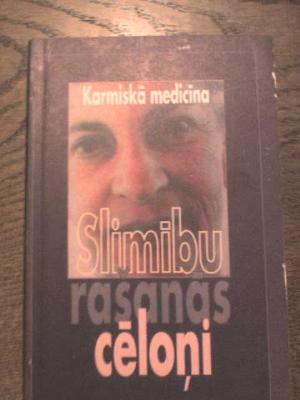 Karmiskā medicīna
Slimību
rašanās
cēloņi